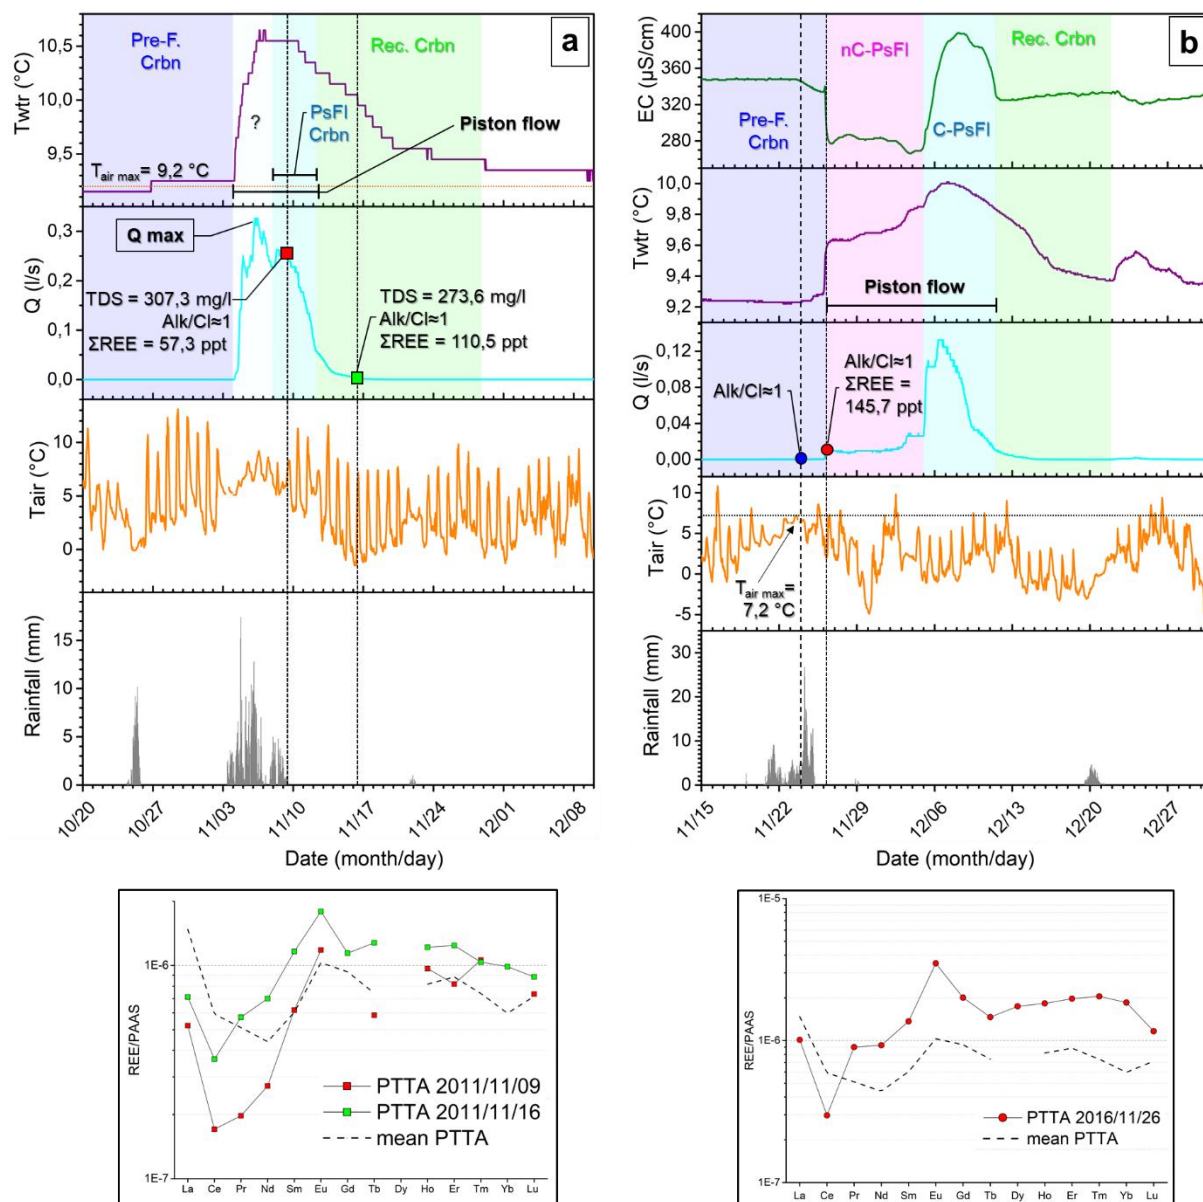 a
Pre-F.
Crbn
Rec. Crbn
?
PsFl
Crbn
Piston flow
Tair max= 9,2 °C
Twtr (°C)
10,5
10,0
9,5
Q max
TDS = 307,3 mg/l
Alk/Cl≈1
ΣREE = 57,3 ppt
TDS = 273,6 mg/l
Alk/Cl≈1
ΣREE = 110,5 ppt
Q (l/s)
0,3
0,2
0,1
0,0
Tair (°C)
10
5
0
Rainfall (mm)
15
10
5
0
10/20
10/27
11/03
11/10
11/17
11/24
12/01
12/08
Date (month/day)
b
nC-PsFl
Rec. Crbn
Pre-F.
Crbn
C-PsFl
EC (µS/cm)
400
360
320
280
Twtr (°C)
10,0
9,8
9,6
9,4
9,2
Piston flow
Q (l/s)
0,12
0,08
0,04
0,00
Alk/Cl≈1
Alk/Cl≈1
ΣREE =
145,7 ppt
Tair (°C)
10
5
0
-5
Tair max=
7,2 °C
Rainfall (mm)
30
20
10
0
11/15
11/22
11/29
12/06
12/13
12/20
12/27
Date (month/day)
REE/PAAS
1E-6
1E-7
PTTA 2011/11/09
PTTA 2011/11/16
mean PTTA
La Ce Pr Nd Sm Eu Gd Tb Dy Ho Er Tm Yb Lu
REE/PAAS
1E-5
1E-6
1E-7
PTTA 2016/11/26
mean PTTA
La Ce Pr Nd Sm Eu Gd Tb Dy Ho Er Tm Yb Lu